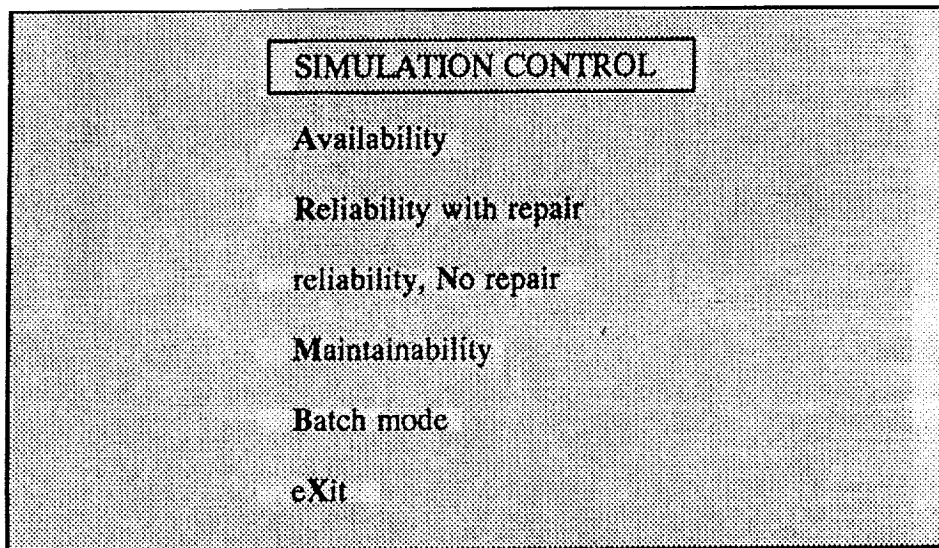 SIMULATION CONTROL
Availability
Reliability with repair
reliability, No repair
Maintainability
Batch mode
eXit